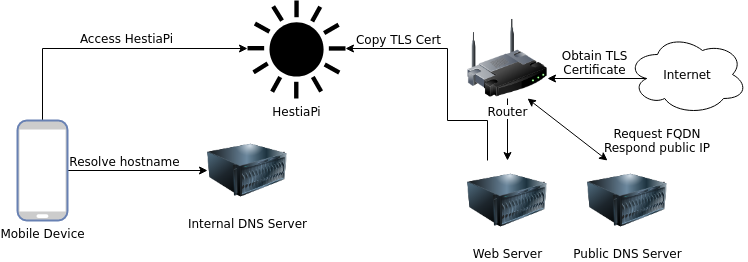 Access HestiaPi
Copy TLS Cert
Obtain TLS
Certificate
Internet
HestiaPi
Router
Request FQDN
Respond public IP
Resolve hostname
Internal DNS Server
Mobile Device
Web Server
Public DNS Server